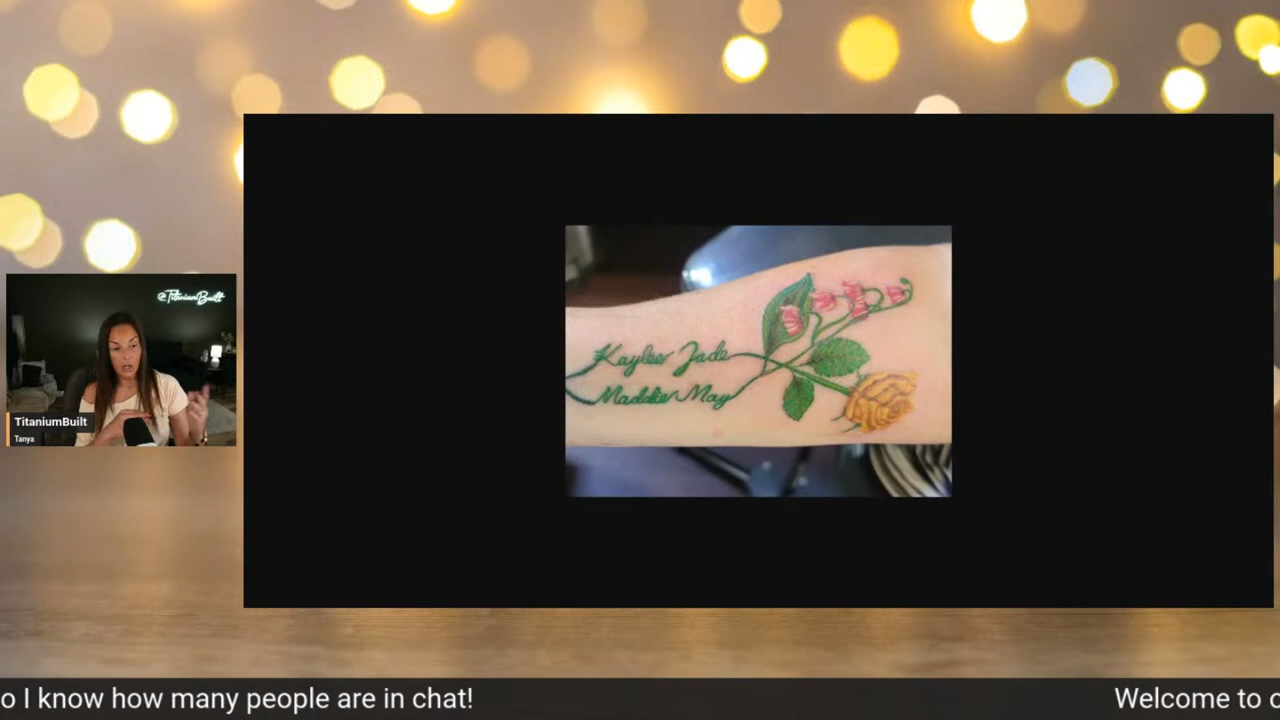 @TitaniumBuilt
TitaniumBuilt
Tanya
Kaylee Jade
Maddie May
o I know how many people are in chat!
Welcome to